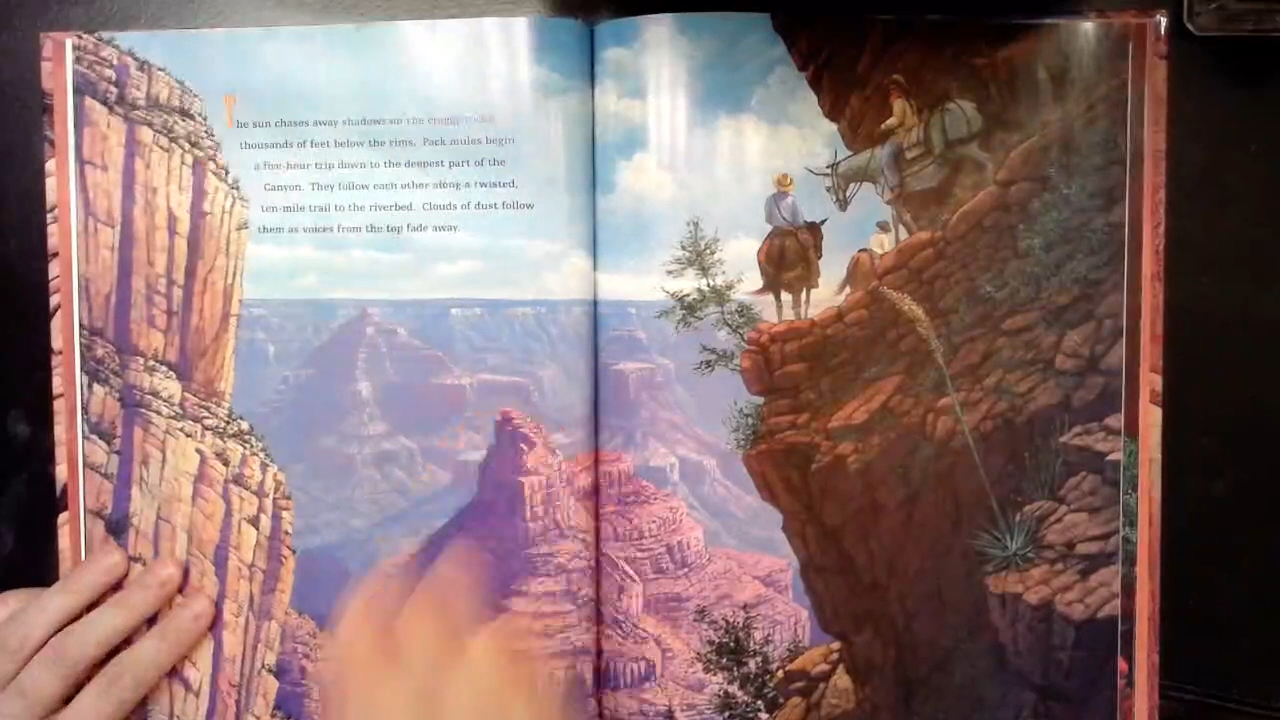 The sun chases away shadows on the
thousands of feet below the rims. Pack mules begin
a five-hour trip down to the deepest part of the
Canyon. They follow each other along a twisted,
ten-mile trail to the riverbed. Clouds of dust follow
them as voices from the top fade away.